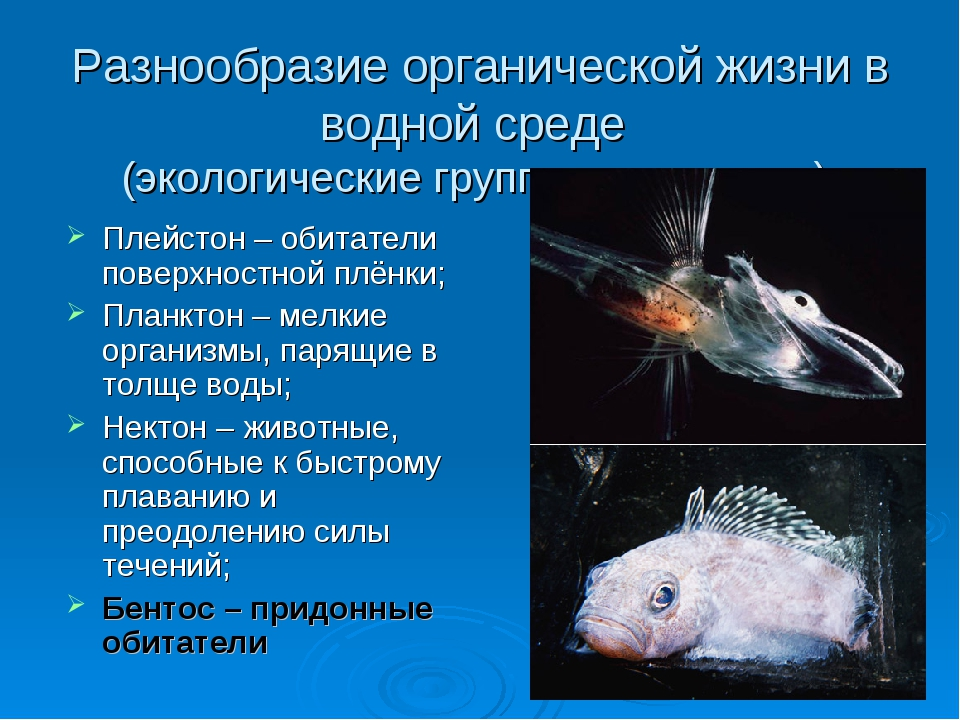 Разнообразие органической жизни в
водной среде
(экологические
Плейстон – обитатели
поверхностной плёнки;
Планктон – мелкие
организмы, парящие в
толще воды;
Нектон – животные,
способные к быстрому
плаванию и
преодолению силы
течений;
Бентос – придонные
обитатели